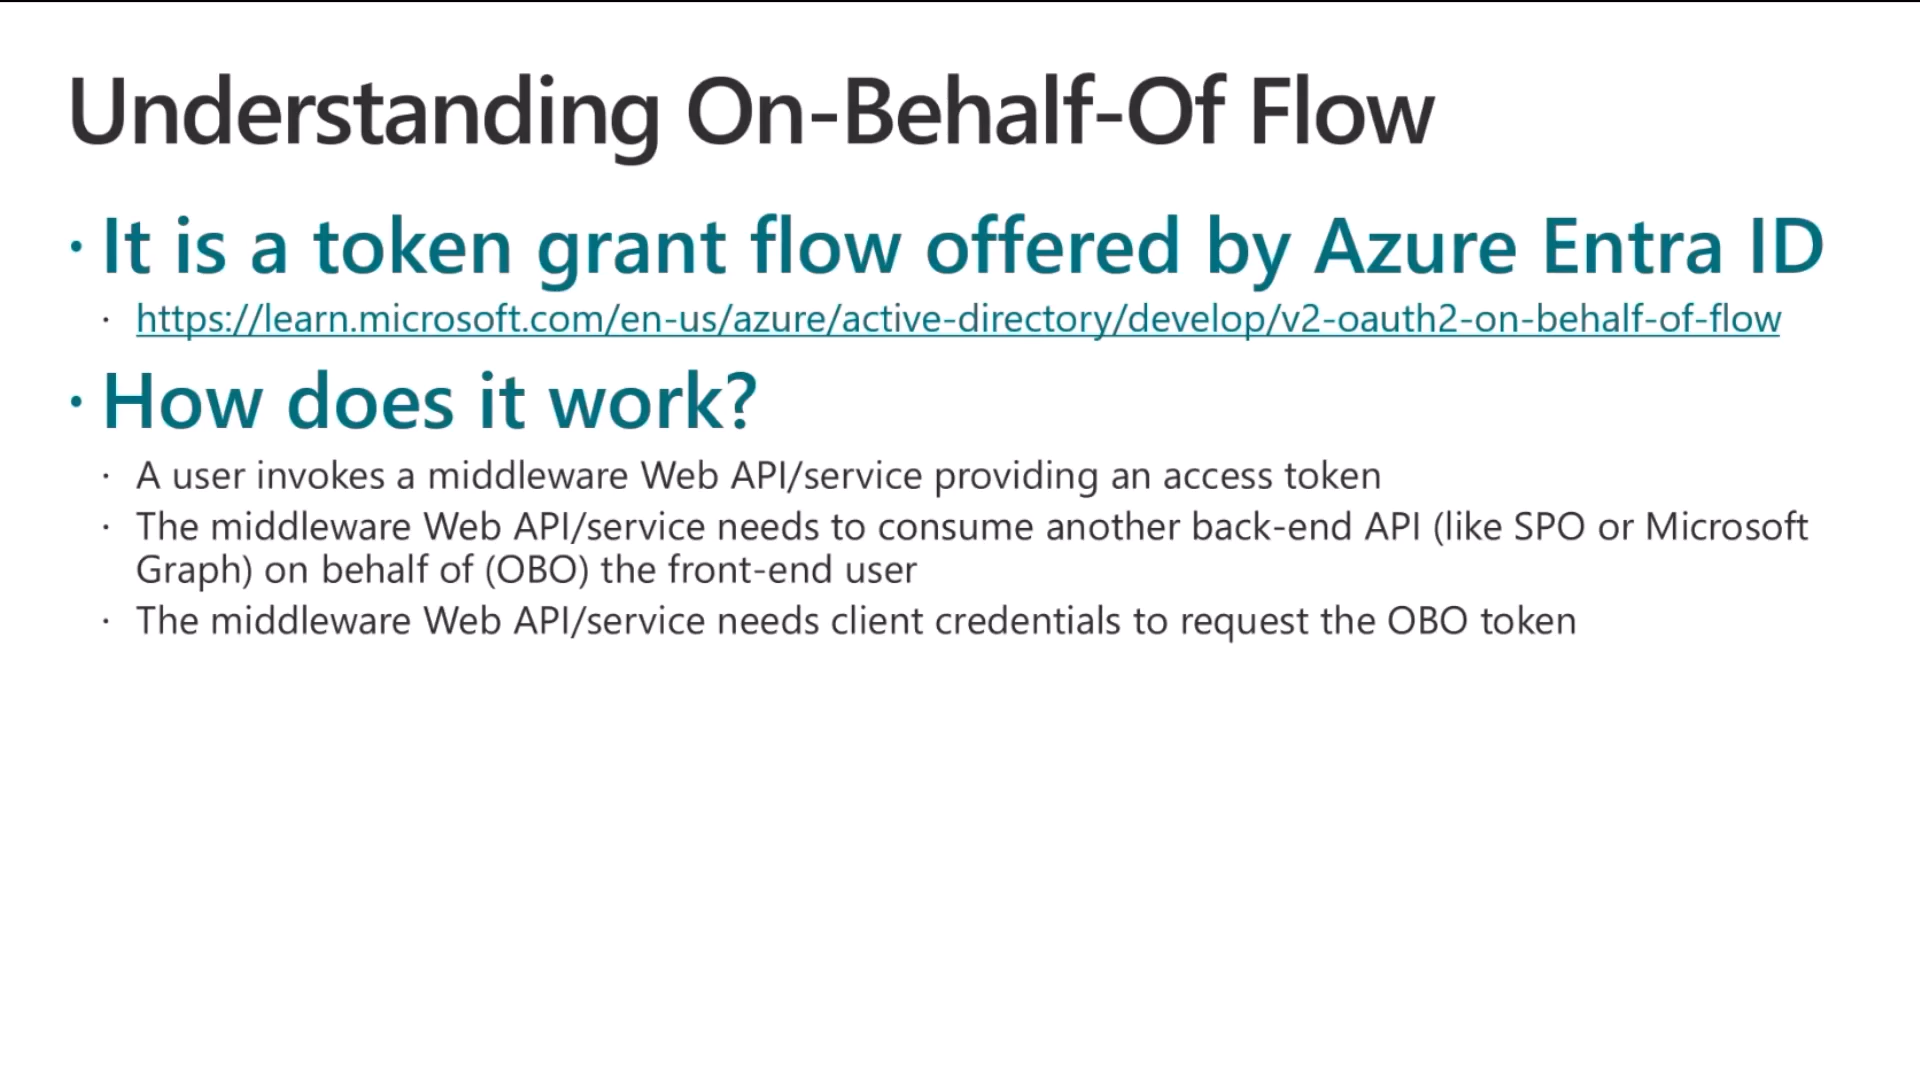 Understanding On-Behalf-Of Flow
· It is a token grant flow offered by Azure Entra ID
· https://learn.microsoft.com/en-us/azure/active-directory/develop/v2-oauth2-on-behalf-of-flow
· How does it work?
· A user invokes a middleware Web API/service providing an access token
· The middleware Web API/service needs to consume another back-end API (like SPO or Microsoft
Graph) on behalf of (OBO) the front-end user
· The middleware Web API/service needs client credentials to request the OBO token